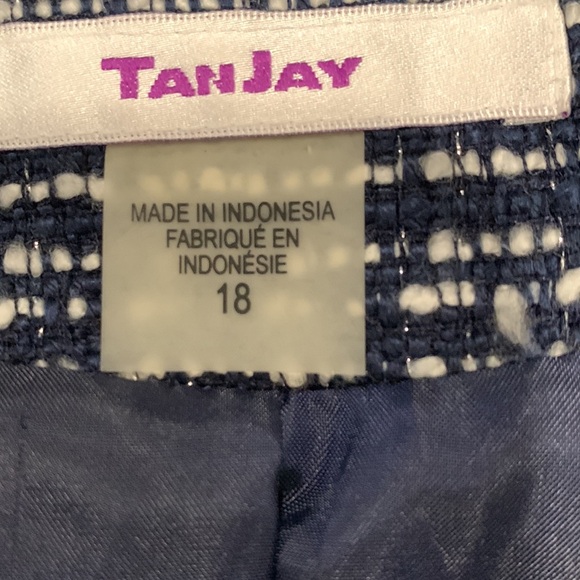 TANJAY
MADE IN INDONESIA
FABRIQUÉ EN
INDONÉSIE
18